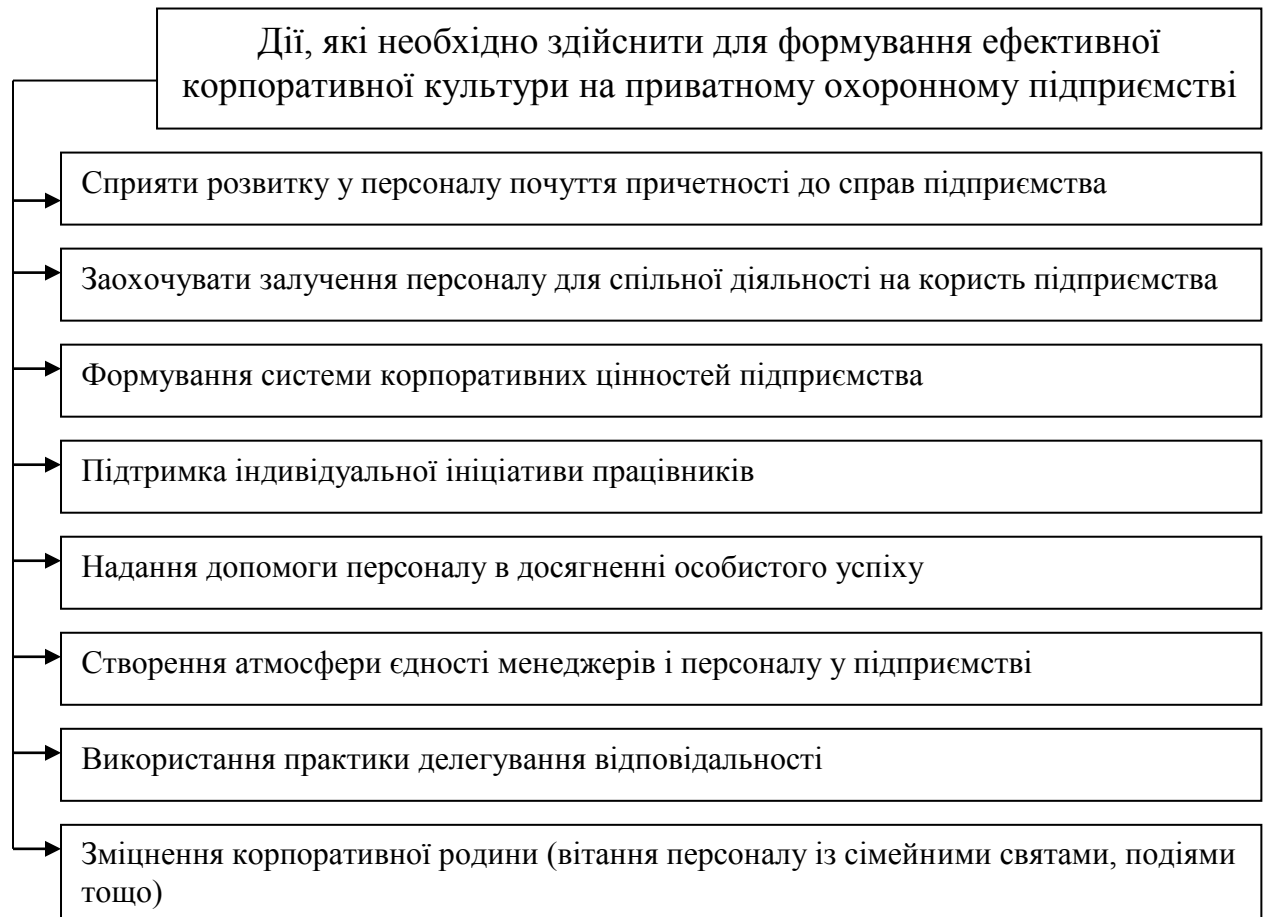 Дії, які необхідно здійснити для формування ефективної
корпоративної культури на приватному охоронному підприємстві
Сприяти розвитку у персоналу почуття причетності до справ підприємства
Заохочувати залучення персоналу для спільної діяльності на користь підприємства
Формування системи корпоративних цінностей підприємства
Підтримка індивідуальної ініціативи працівників
Надання допомоги персоналу в досягненні особистого успіху
Створення атмосфери єдності менеджерів і персоналу у підприємстві
Використання практики делегування відповідальності
Зміцнення корпоративної родини (вітання персоналу із сімейними святами, подіями
тощо)